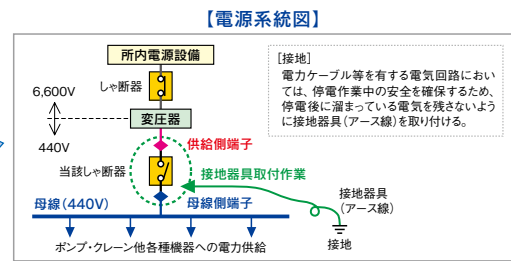 【電源系統図】
所内電源設備
しゃ断器
6,600V
変圧器
440V
供給側端子
当該しゃ断器
接地器具取付作業
母線(440V)
母線側端子
接地器具
(アース線)
接地
ポンプ・クレーン他各種機器への電力供給
[接地]
電力ケーブル等を有する電気回路におい
ては、停電作業中の安全を確保するため、
停電後に溜まっている電気を残さないよう
に接地器具(アース線)を取り付ける。